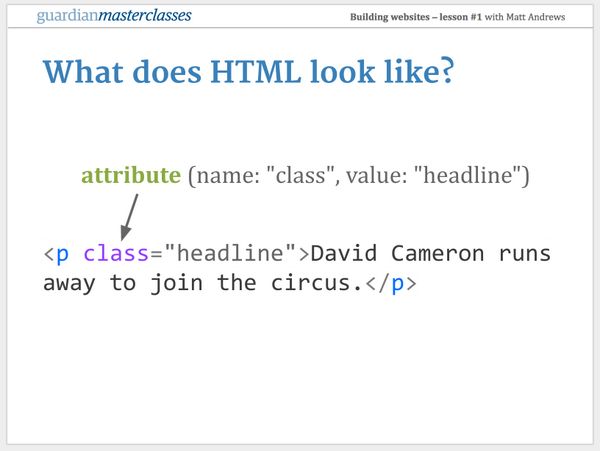 guardianmasterclasses
Building websites – lesson #1 with Matt Andrews
What does HTML look like?
attribute (name: "class", value: "headline")
<p class="headline">David Cameron runs
away to join the circus.</p>